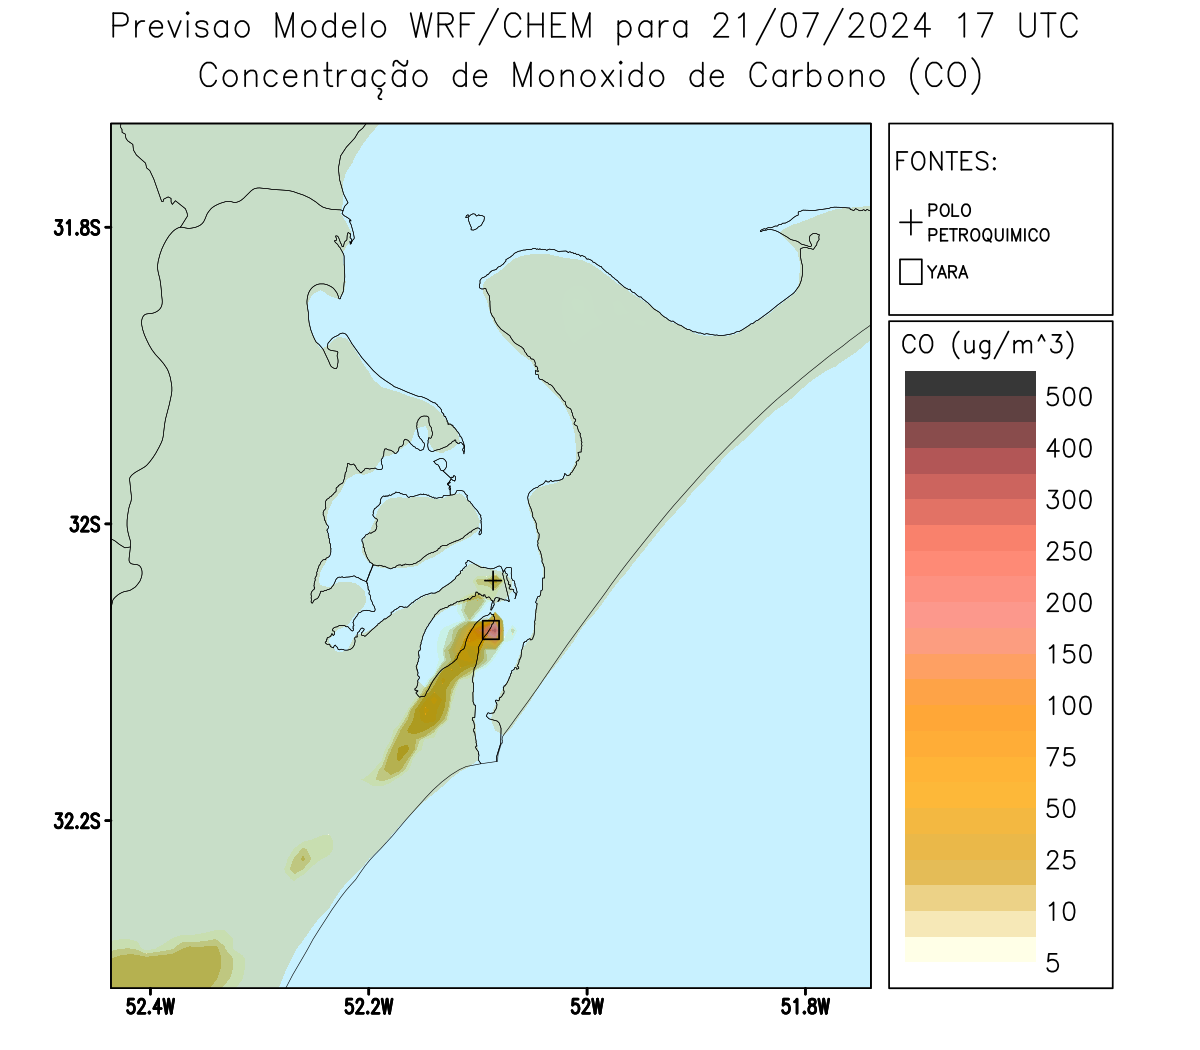 Previsao Modelo WRF/CHEM para 21/07/2024 17 UTC
Concentração de Monoxido de Carbono (CO)
FONTES:
POLO
PETROQUIMICO
YARA
CO (ug/m^3)
500
400
300
250
200
150
100
75
50
25
10
5
31.8S
32S
32.2S
52.4W
52.2W
52W
51.8W